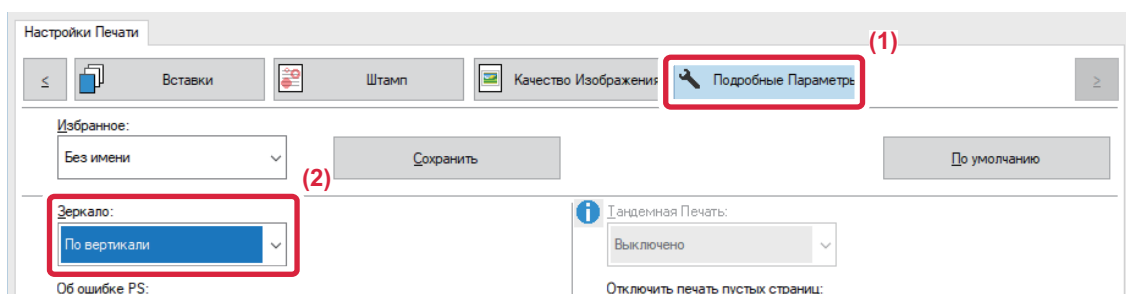 Настройки Печати
(1)
< Вставки Штамп Качество Изображения Подробные Параметры >
Избранное:
Без имени Сохранить По умолчанию
(2)
Зеркало: Тандемная Печать:
По вертикали Выключено
Об ошибке PS: Отключить печать пустых страниц: